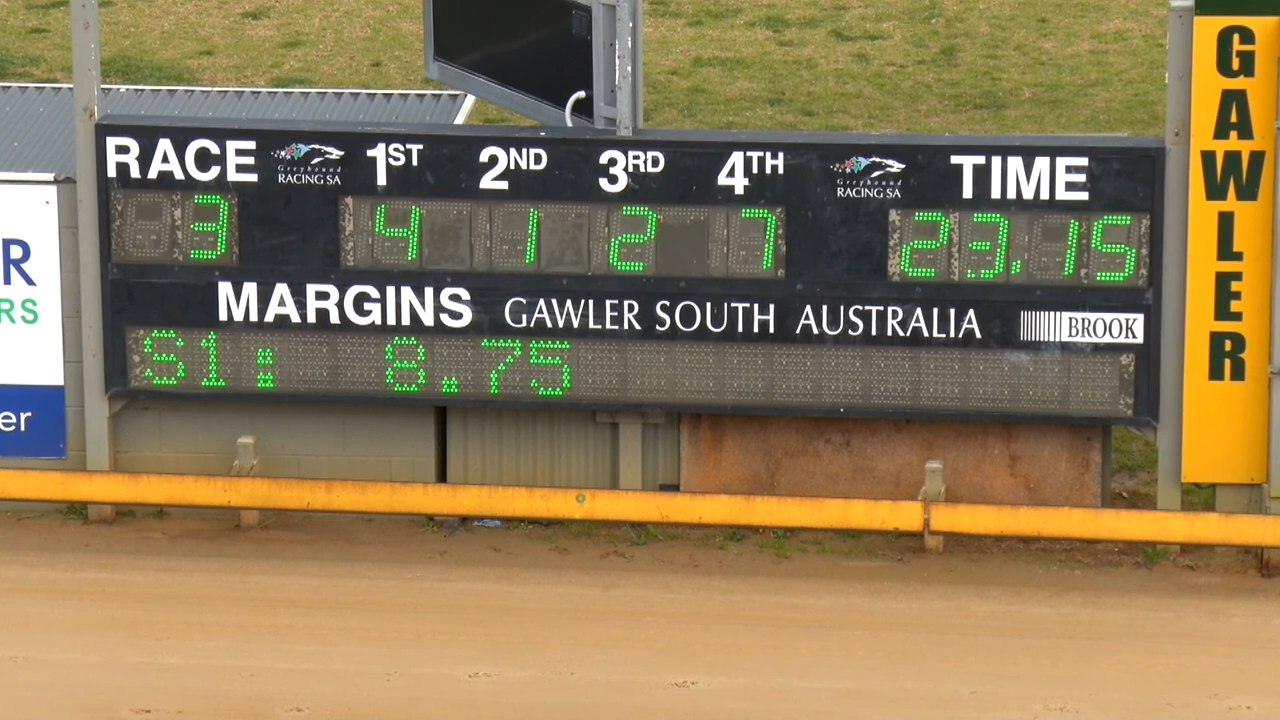 RACE 1ST 2ND 3RD 4TH TIME
Greyhound RACING SA
Greyhound RACING SA
3 4 1 2 7 23.15
MARGINS GAWLER SOUTH AUSTRALIA BROOK
S1: 8.75
GAWLER
R
RS
er